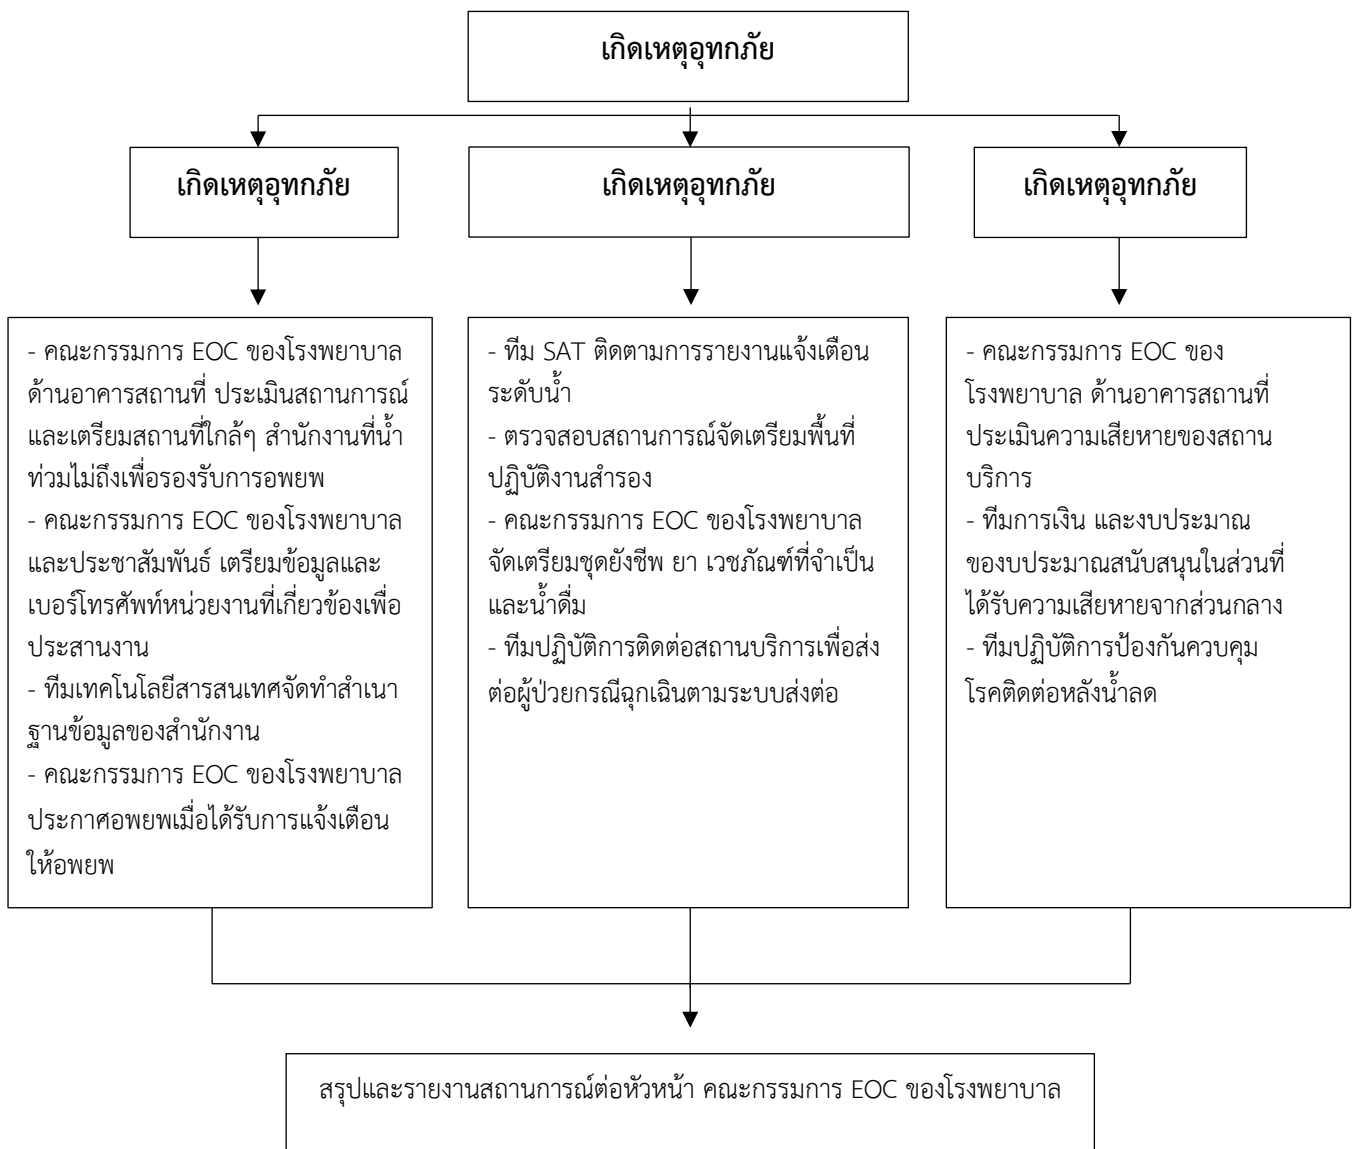 เกิดเหตุอุทกภัย
เกิดเหตุอุทกภัย
เกิดเหตุอุทกภัย
เกิดเหตุอุทกภัย
- คณะกรรมการ EOC ของโรงพยาบาล
ด้านอาคารสถานที่ ประเมินสถานการณ์
และเตรียมสถานที่ใกล้ๆ สำนักงานที่น้ำ
ท่วมไม่ถึงเพื่อรองรับการอพยพ
- คณะกรรมการ EOC ของโรงพยาบาล
และประชาสัมพันธ์ เตรียมข้อมูลและ
เบอร์โทรศัพท์หน่วยงานที่เกี่ยวข้องเพื่อ
ประสานงาน
- ทีมเทคโนโลยีสารสนเทศจัดทำสำเนา
ฐานข้อมูลของสำนักงาน
- คณะกรรมการ EOC ของโรงพยาบาล
ประกาศอพยพเมื่อได้รับการแจ้งเตือน
ให้อพยพ
- ทีม SAT ติดตามการรายงานแจ้งเตือน
ระดับน้ำ
- ตรวจสอบสถานการณ์จัดเตรียมพื้นที่
ปฏิบัติงานสำรอง
- คณะกรรมการ EOC ของโรงพยาบาล
จัดเตรียมชุดยังชีพ ยา เวชภัณฑ์ที่จำเป็น
และน้ำดื่ม
- ทีมปฏิบัติการติดต่อสถานบริการเพื่อส่ง
ต่อผู้ป่วยกรณีฉุกเฉินตามระบบส่งต่อ
- คณะกรรมการ EOC ของ
โรงพยาบาล ด้านอาคารสถานที่
ประเมินความเสียหายของสถาน
บริการ
- ทีมการเงิน และงบประมาณ
ของบประมาณสนับสนุนในส่วนที่
ได้รับความเสียหายจากส่วนกลาง
- ทีมปฏิบัติการป้องกันควบคุม
โรคติดต่อหลังน้ำลด
สรุปและรายงานสถานการณ์ต่อหัวหน้า คณะกรรมการ EOC ของโรงพยาบาล